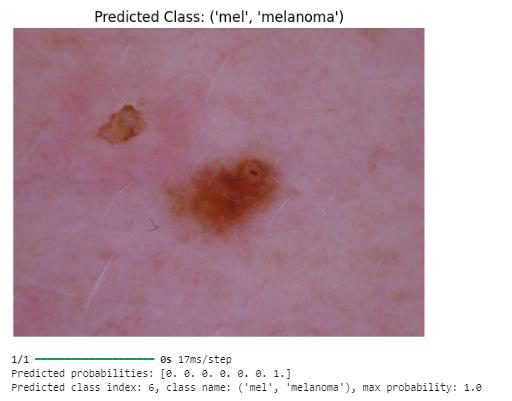 Predicted Class: ('mel', 'melanoma')
1/1 ━━━━━━━━━━━━━━━━━━━━ 0s 17ms/step
Predicted probabilities: [0. 0. 0. 0. 0. 0. 1.]
Predicted class index: 6, class name: ('mel', 'melanoma'), max probability: 1.0